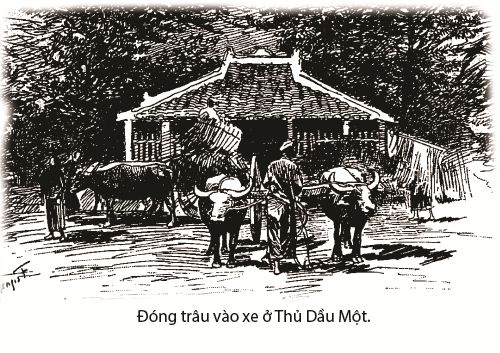 Đóng trâu vào xe ở Thủ Dầu Một.